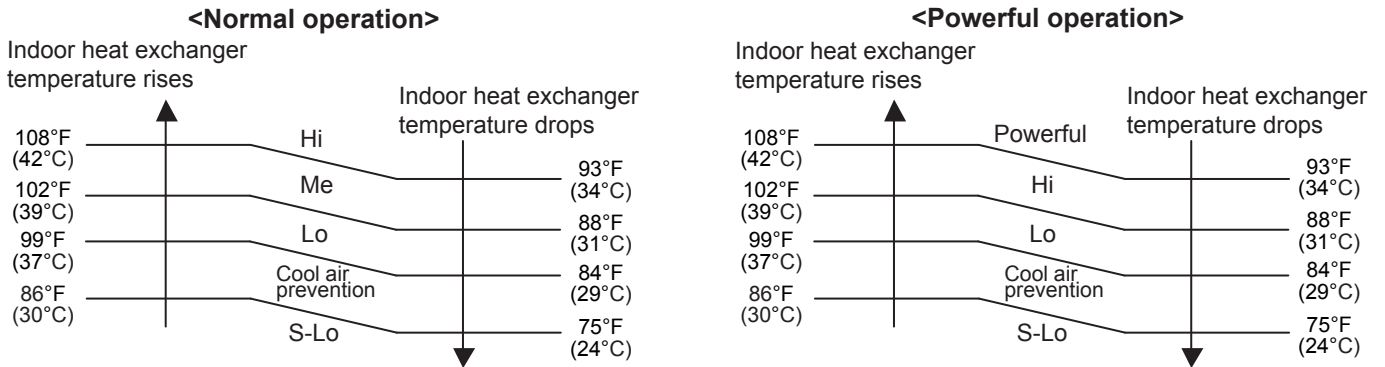 <Normal operation>
Indoor heat exchanger
temperature rises
Indoor heat exchanger
temperature drops
108°F
(42°C)
102°F
(39°C)
99°F
(37°C)
86°F
(30°C)
Hi
Me
Lo
Cool air
prevention
S-Lo
93°F
(34°C)
88°F
(31°C)
84°F
(29°C)
75°F
(24°C)
<Powerful operation>
Indoor heat exchanger
temperature rises
Indoor heat exchanger
temperature drops
108°F
(42°C)
102°F
(39°C)
99°F
(37°C)
86°F
(30°C)
Powerful
Hi
Lo
Cool air
prevention
S-Lo
93°F
(34°C)
88°F
(31°C)
84°F
(29°C)
75°F
(24°C)